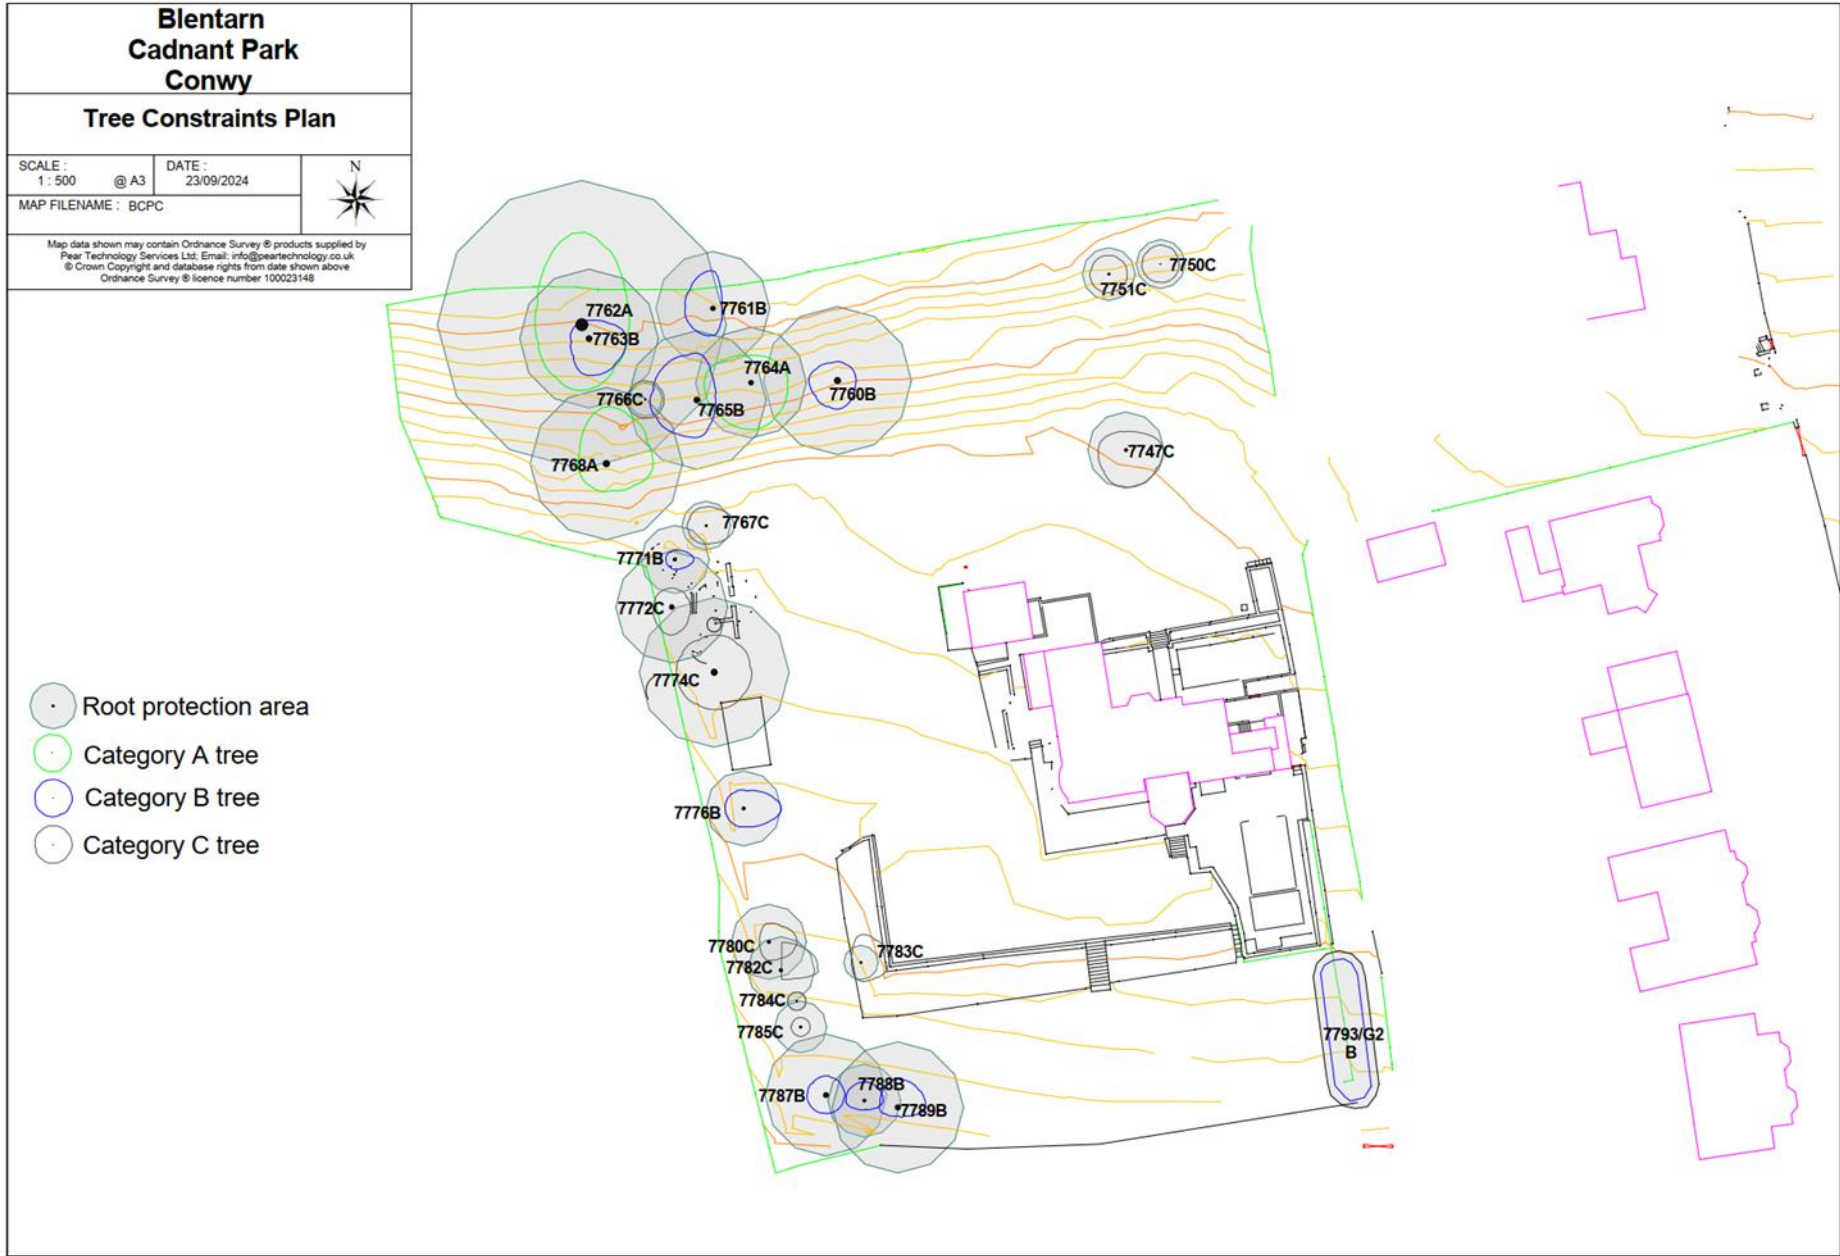 Blentarn
Cadnant Park
Conwy
Tree Constraints Plan
SCALE :
1 : 500 @ A3
DATE :
23/09/2024
N
MAP FILENAME : BCPC
Map data shown may contain Ordnance Survey ® products supplied by
Pear Technology Services Ltd; Email: info@peartechnology.co.uk
© Crown Copyright and database rights from date shown above
Ordnance Survey ® licence number 100023148
7750C
7751C
7762A
7761B
7763B
7764A
7760B
7766C
7765B
7768A
7747C
7767C
7771B
7772C
7774C
Root protection area
Category A tree
Category B tree
Category C tree
7776B
7780C
7783C
7782C
7784C
7785C
7793/G2
B
7787B
7788B
7789B